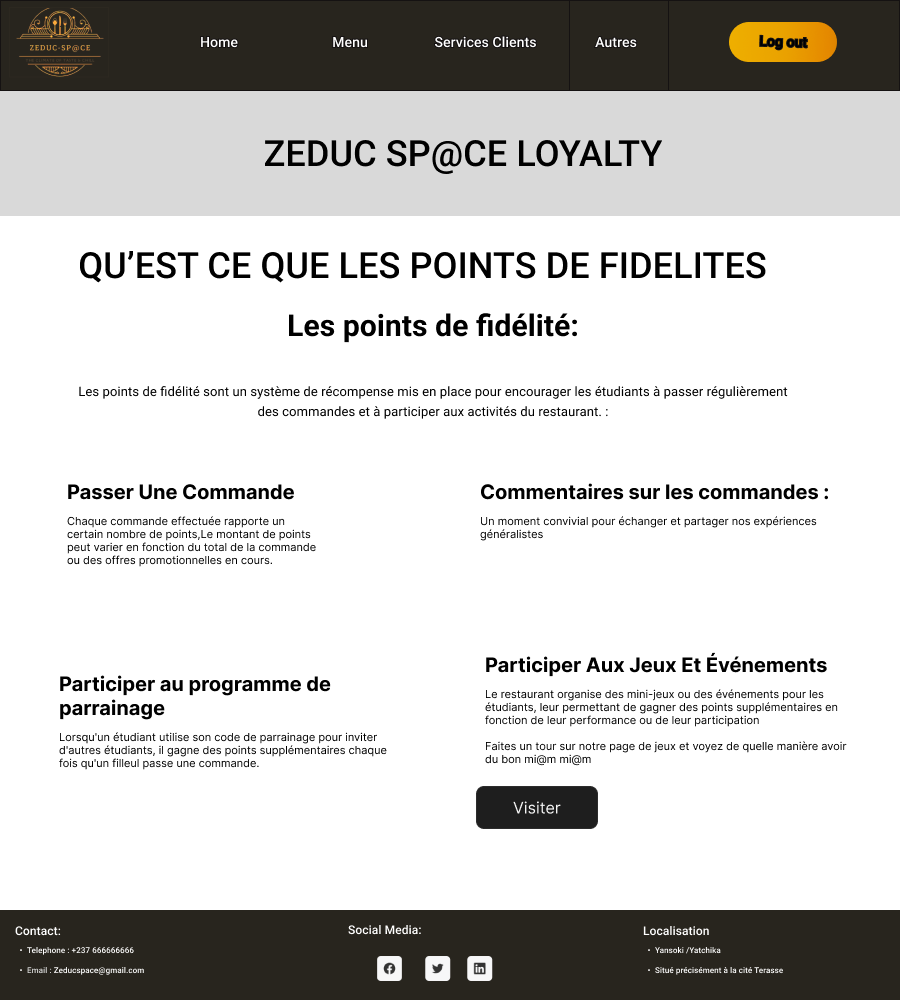 ZEDUC-SP@CE
Home
Menu
Services Clients
Autres
Log out
ZEDUC SP@CE LOYALTY
QU’EST CE QUE LES POINTS DE FIDELITES
Les points de fidélité:
Les points de fidélité sont un système de récompense mis en place pour encourager les étudiants à passer régulièrement
des commandes et à participer aux activités du restaurant. :
Passer Une Commande
Chaque commande effectuée rapporte un
certain nombre de points,Le montant de points
peut varier en fonction du total de la commande
ou des offres promotionnelles en cours.
Commentaires sur les commandes :
Un moment convivial pour échanger et partager nos expériences
généralistes
Participer au programme de
parrainage
Lorsqu'un étudiant utilise son code de parrainage pour inviter
d'autres étudiants, il gagne des points supplémentaires chaque
fois qu'un filleul passe une commande.
Participer Aux Jeux Et Événements
Le restaurant organise des mini-jeux ou des événements pour les
étudiants, leur permettant de gagner des points supplémentaires en
fonction de leur performance ou de leur participation
Faites un tour sur notre page de jeux et voyez de quelle manière avoir
du bon mi@m mi@m
Visiter
Contact:
• Telephone : +237 666666666
• Email : Zeducspace@gmail.com
Social Media:
Localisation
• Yansoki /Yatchika
• Situé précisément à la cité Terasse